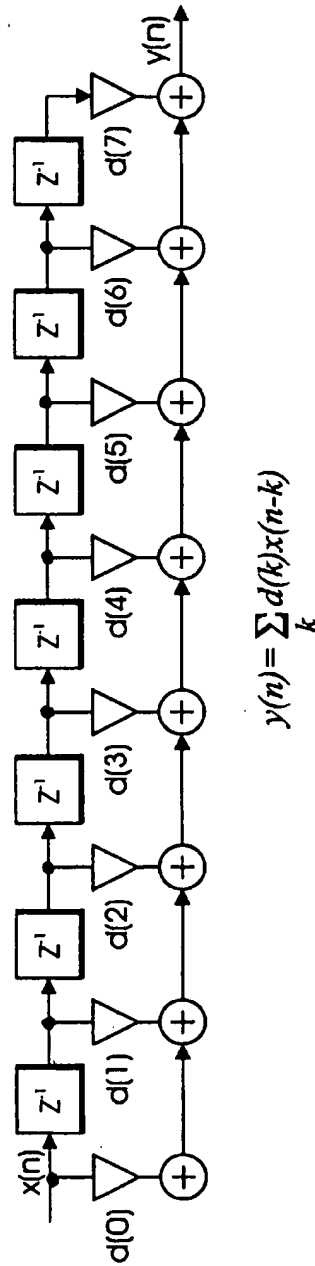 x(n) Z⁻¹ Z⁻¹ Z⁻¹ Z⁻¹ Z⁻¹ Z⁻¹ Z⁻¹
d(0) d(1) d(2) d(3) d(4) d(5) d(6) d(7)
+ + + + + + + + y(n)
y(n)=∑ d(k)x(n-k)
k